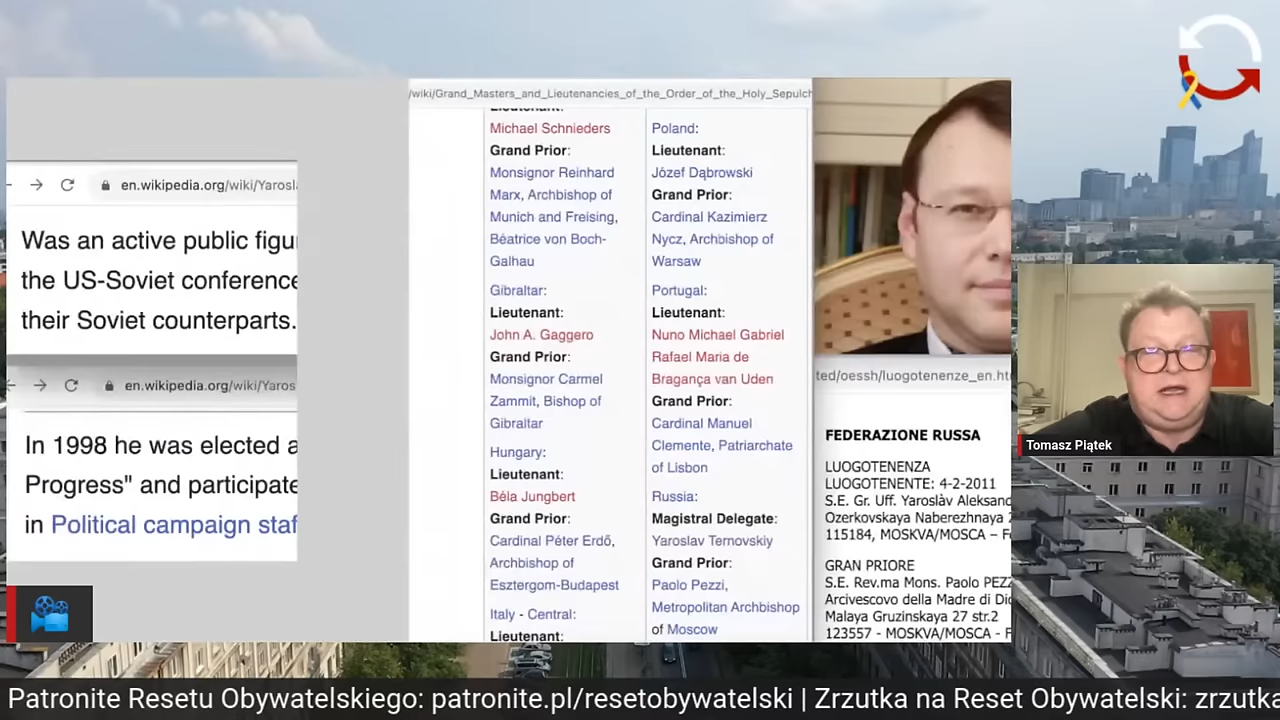 en.wikipedia.org/wiki/Yarosl
Was an active public figu
the US-Soviet conference
their Soviet counterparts.
en.wikipedia.org/wiki/Yaros
In 1998 he was elected a
Progress" and participate
in Political campaign staf
/wiki/Grand_Masters_and_Lieutenancies_of_the_Order_of_the_Holy_Sepulch
Lieutenant:
Michael Schnieders
Grand Prior:
Monsignor Reinhard
Marx, Archbishop of
Munich and Freising,
Béatrice von Boch-
Galhau
Gibraltar:
Lieutenant:
John A. Gaggero
Grand Prior:
Monsignor Carmel
Zammit, Bishop of
Gibraltar
Hungary:
Lieutenant:
Béla Jungbert
Grand Prior:
Cardinal Péter Erdő,
Archbishop of
Esztergom-Budapest
Italy - Central:
Lieutenant:
Poland:
Lieutenant:
Józef Dąbrowski
Grand Prior:
Cardinal Kazimierz
Nycz, Archbishop of
Warsaw
Portugal:
Lieutenant:
Nuno Michael Gabriel
Rafael Maria de
Bragança van Uden
Grand Prior:
Cardinal Manuel
Clemente, Patriarchate
of Lisbon
Russia:
Magistral Delegate:
Yaroslav Ternovskiy
Grand Prior:
Paolo Pezzi,
Metropolitan Archbishop
of Moscow
ted/oessh/luogotenenze_en.ht
FEDERAZIONE RUSSA
LUOGOTENENZA
LUOGOTENENTE: 4-2-2011
S.E. Gr. Uff. Yaroslàv Aleksand
Ozerkovskaya Naberezhnaya 2
115184, MOSKVA/MOSCA – F
GRAN PRIORE
S.E. Rev.ma Mons. Paolo PEZZ
Arcivescovo della Madre di Dio
Malaya Gruzinskaya 27 str.2
123557 - MOSKVA/MOSCA - F
Tomasz Piątek
Patronite Resetu Obywatelskiego: patronite.pl/resetobywatelski | Zrzutka na Reset Obywatelski: zrzutka